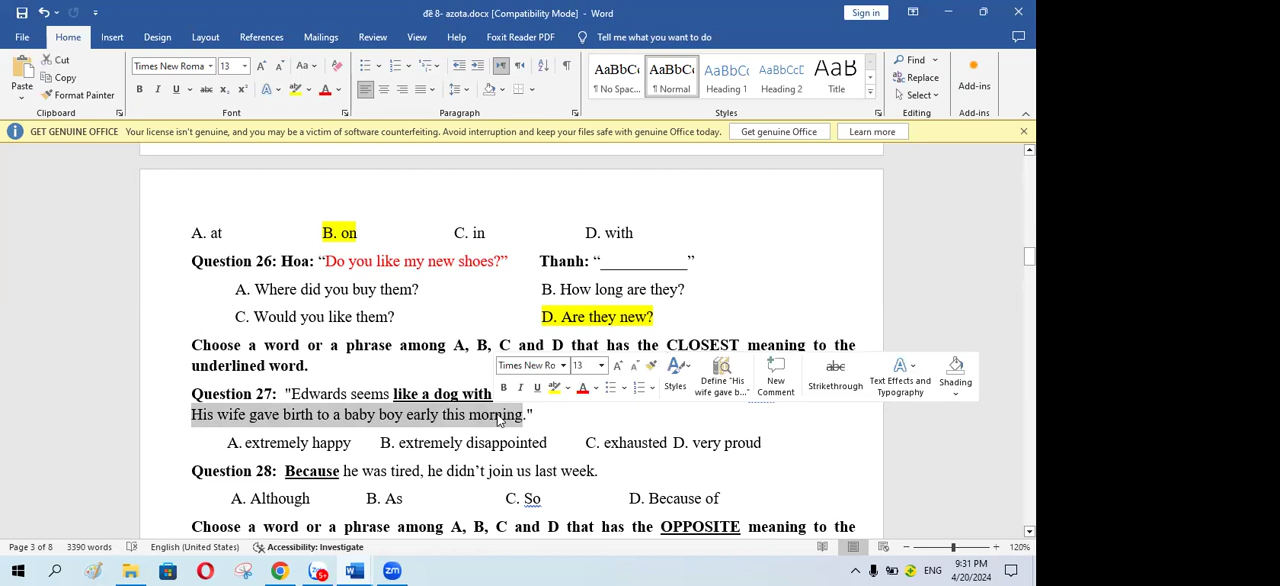 đề 8- azota.docx [Compatibility Mode] - Word
Sign in
File Home Insert Design Layout References Mailings Review View Help Foxit Reader PDF Tell me what you want to do
Paste Cut Copy Format Painter Clipboard
Times New Roma 13 Aa
B I U abc x₂ x² A A Font
Paragraph
AaBbCc ¶ No Spac... AaBbCc ¶ Normal AaBbCc Heading 1 AaBbCcD Heading 2 AaB Title Styles
Find Replace Select Editing
Add-ins Add-ins
GET GENUINE OFFICE Your license isn't genuine, and you may be a victim of software counterfeiting. Avoid interruption and keep your files safe with genuine Office today. Get genuine Office Learn more
A. at B. on C. in D. with
Question 26: Hoa: “Do you like my new shoes?” Thanh: “___________”
A. Where did you buy them? B. How long are they?
C. Would you like them? D. Are they new?
Choose a word or a phrase among A, B, C and D that has the CLOSEST meaning to the
underlined word.
Times New Ro 13
B I U A Styles Define "His wife gave b... New Comment Strikethrough Text Effects and Typography Shading
Question 27: "Edwards seems like a dog with
His wife gave birth to a baby boy early this morning."
A. extremely happy B. extremely disappointed C. exhausted D. very proud
Question 28: Because he was tired, he didn’t join us last week.
A. Although B. As C. So D. Because of
Choose a word or a phrase among A, B, C and D that has the OPPOSITE meaning to the
Page 3 of 8 3390 words English (United States) Accessibility: Investigate 120%
ENG 9:31 PM
4/20/2024